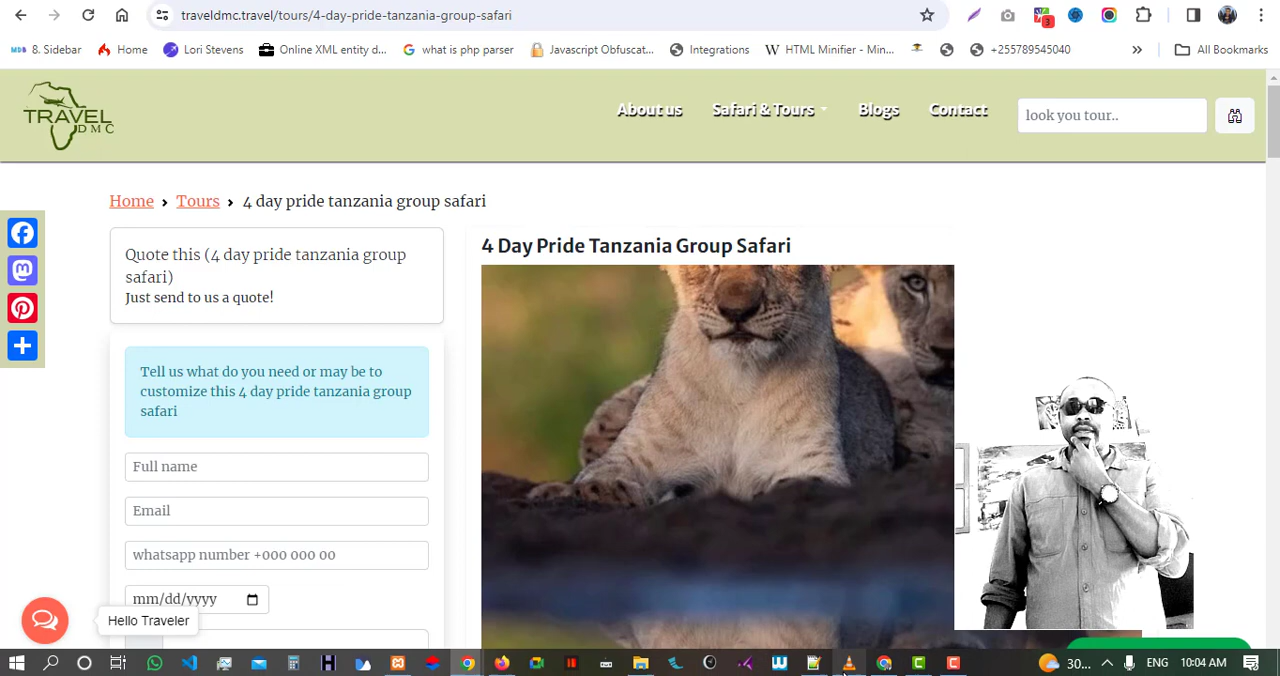 traveldmc.travel/tours/4-day-pride-tanzania-group-safari
3
8. Sidebar
Home
Lori Stevens
Online XML entity d...
what is php parser
Javascript Obfuscat...
Integrations
HTML Minifier - Min...
+255789545040
»
All Bookmarks
TRAVEL
DMC
About us
Safari & Tours
Blogs
Contact
look you tour..
Home > Tours > 4 day pride tanzania group safari
Quote this (4 day pride tanzania group
safari)
Just send to us a quote!
4 Day Pride Tanzania Group Safari
Tell us what do you need or may be to
customize this 4 day pride tanzania group
safari
Full name
Email
whatsapp number +000 000 00
mm/dd/yyyy
Hello Traveler
30...
ENG
10:04 AM